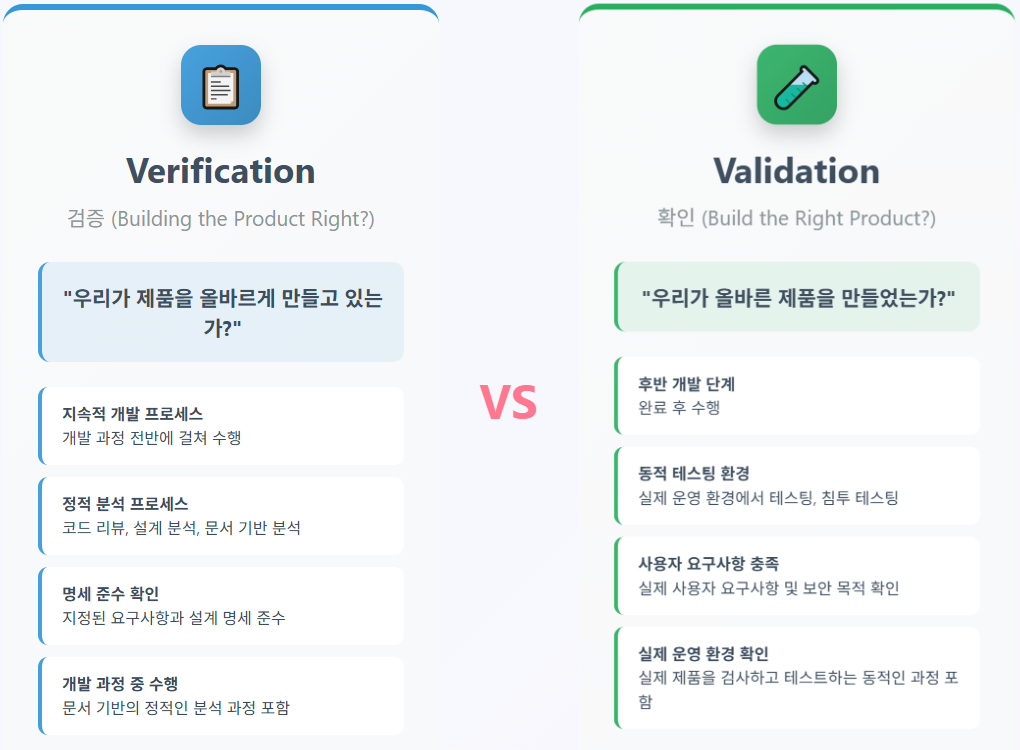 Verification
검증 (Building the Product Right?)
"우리가 제품을 올바르게 만들고 있는
가?"
지속적 개발 프로세스
개발 과정 전반에 걸쳐 수행
정적 분석 프로세스
코드 리뷰, 설계 분석, 문서 기반 분석
명세 준수 확인
지정된 요구사항과 설계 명세 준수
개발 과정 중 수행
문서 기반의 정적인 분석 과정 포함
VS
Validation
확인 (Build the Right Product?)
"우리가 올바른 제품을 만들었는가?"
후반 개발 단계
완료 후 수행
동적 테스팅 환경
실제 운영 환경에서 테스팅, 침투 테스팅
사용자 요구사항 충족
실제 사용자 요구사항 및 보안 목적 확인
실제 운영 환경 확인
실제 제품을 검사하고 테스트하는 동적인 과정 포
함